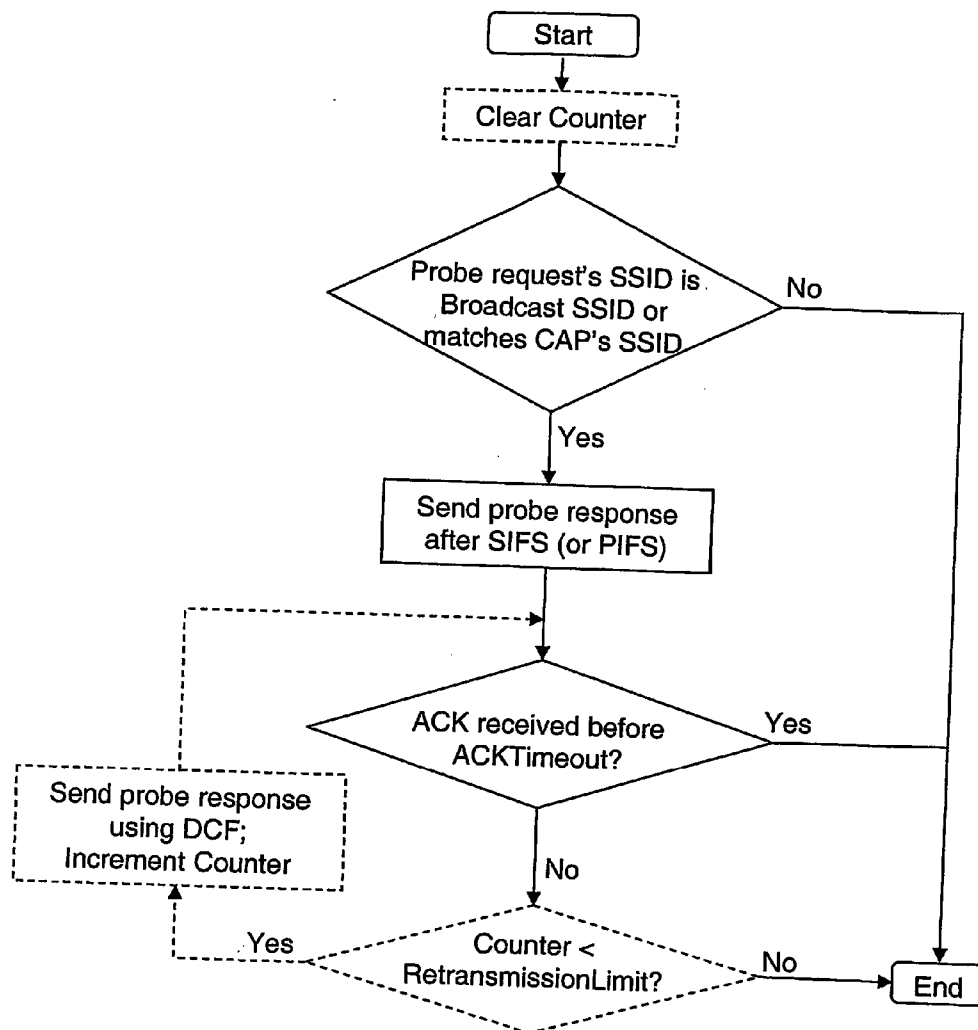 Start
Clear Counter
Probe request's SSID is
Broadcast SSID or
matches CAP's SSID
No
Yes
Send probe response
after SIFS (or PIFS)
ACK received before
ACKTimeout?
Yes
Send probe response
using DCF;
Increment Counter
No
Yes
Counter <
RetransmissionLimit?
No
End